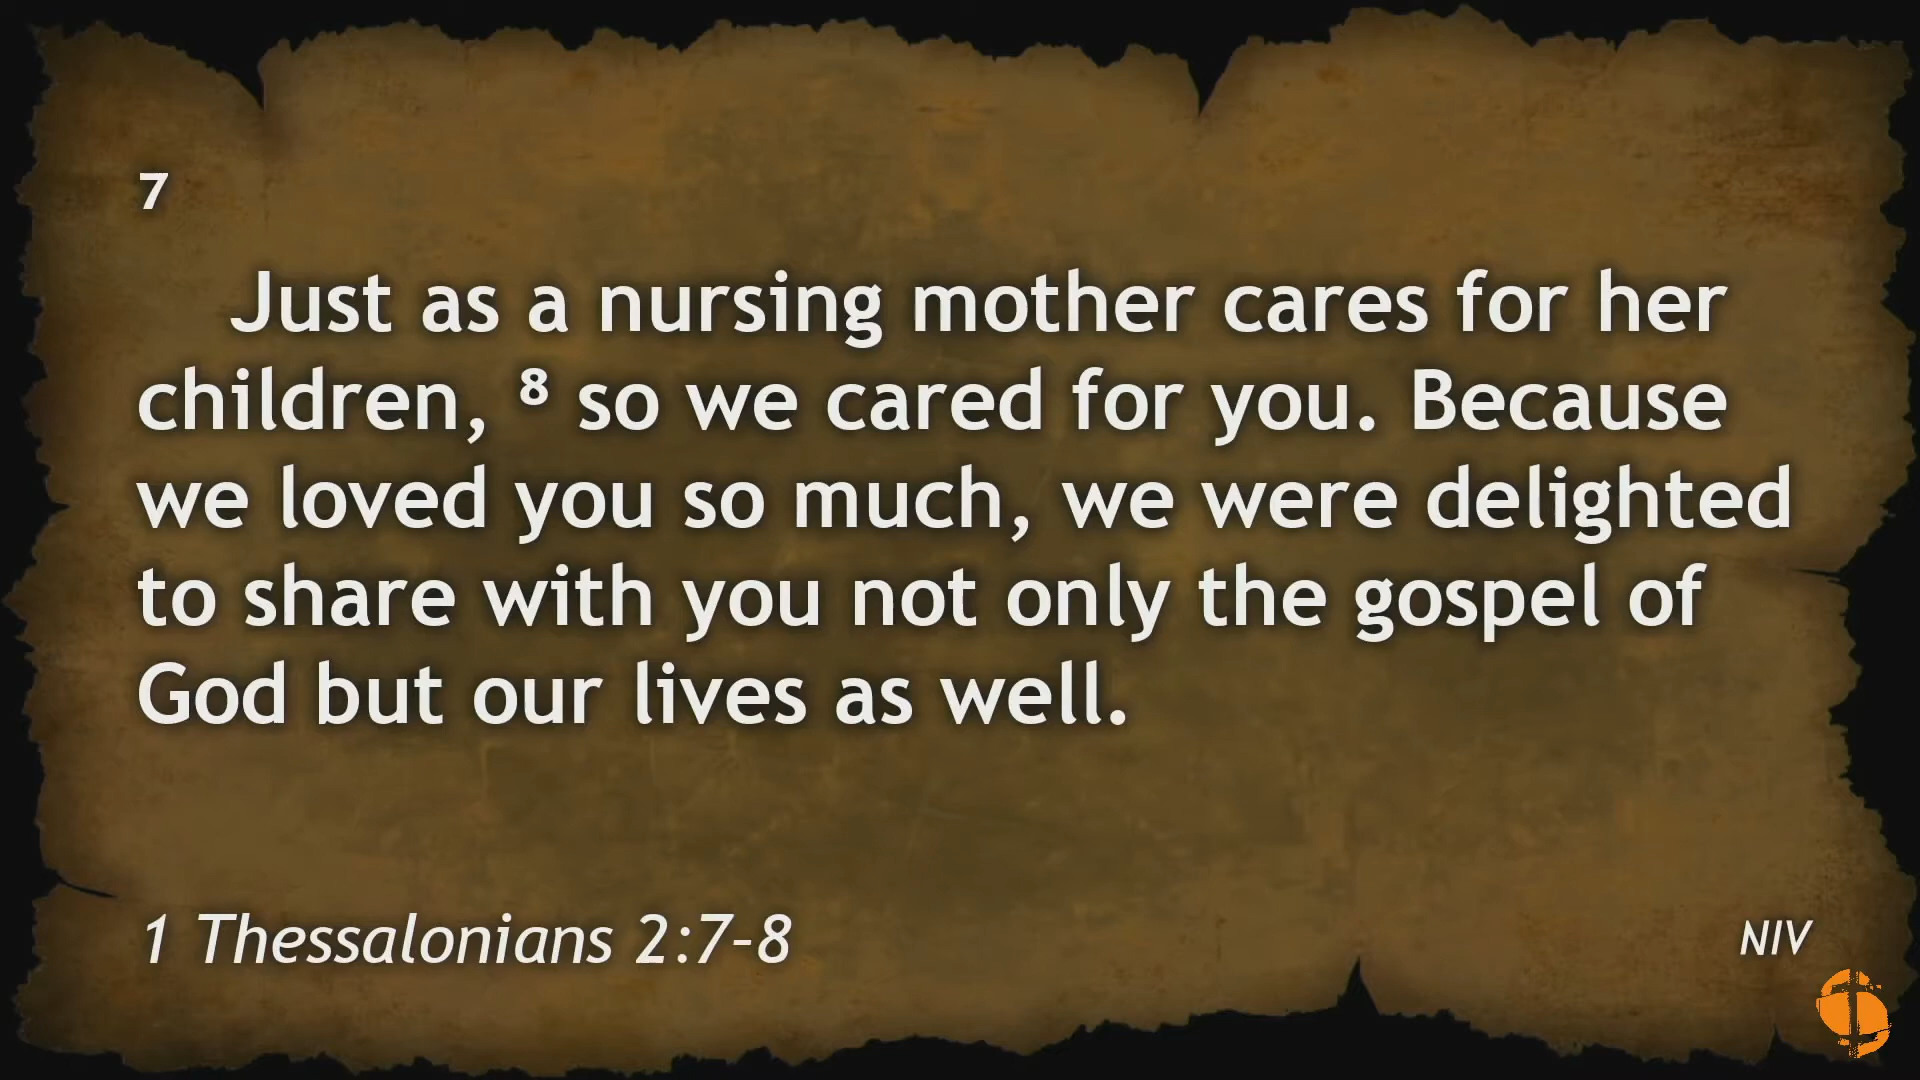 7
Just as a nursing mother cares for her
children, ⁸ so we cared for you. Because
we loved you so much, we were delighted
to share with you not only the gospel of
God but our lives as well.
1 Thessalonians 2:7–8
NIV